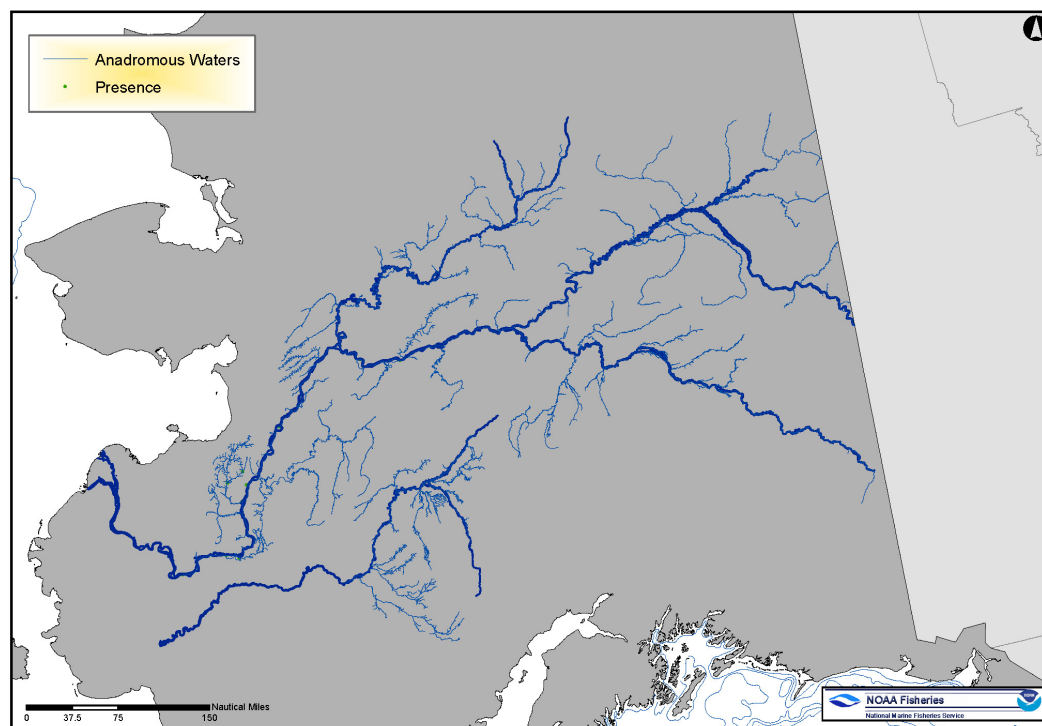 Anadromous Waters
Presence
Nautical Miles
0 37.5 75 150
NOAA Fisheries
National Marine Fisheries Service